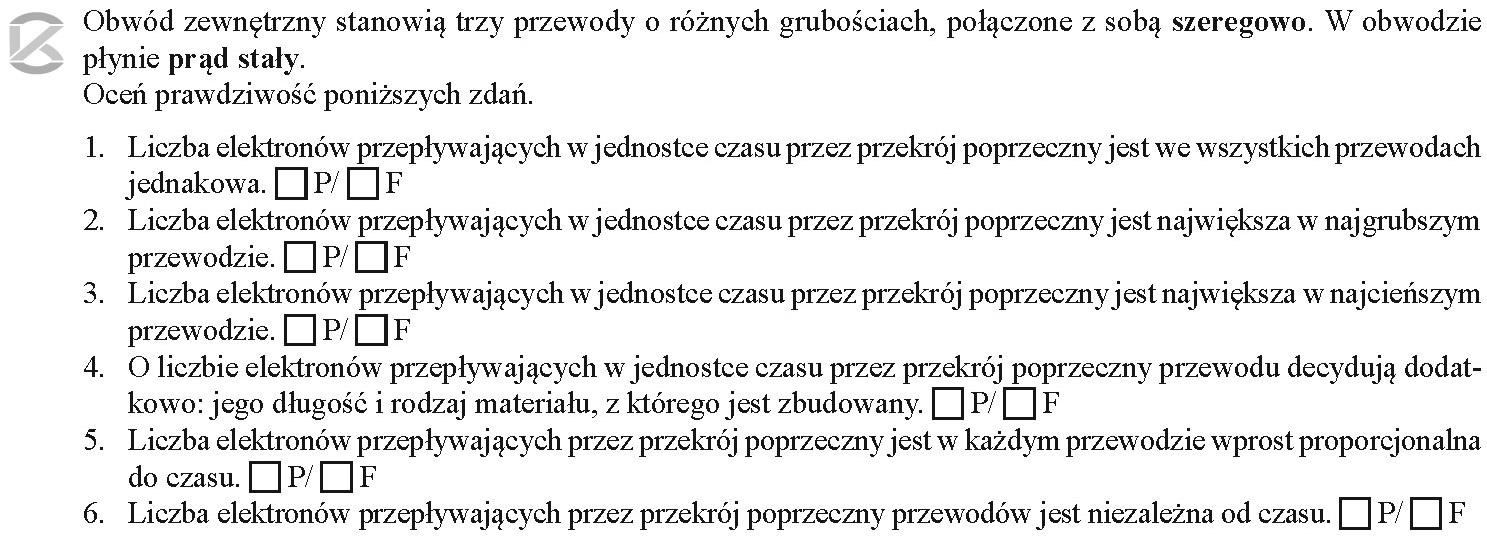 Obwód zewnętrzny stanowią trzy przewody o różnych grubościach, połączone z sobą szeregowo. W obwodzie
płynie prąd stały.
Oceń prawdziwość poniższych zdań.
1. Liczba elektronów przepływających w jednostce czasu przez przekrój poprzeczny jest we wszystkich przewodach
jednakowa. ☐ P/ ☐ F
2. Liczba elektronów przepływających w jednostce czasu przez przekrój poprzeczny jest największa w najgrubszym
przewodzie. ☐ P/ ☐ F
3. Liczba elektronów przepływających w jednostce czasu przez przekrój poprzeczny jest największa w najcieńszym
przewodzie. ☐ P/ ☐ F
4. O liczbie elektronów przepływających w jednostce czasu przez przekrój poprzeczny przewodu decydują dodat-
kowo: jego długość i rodzaj materiału, z którego jest zbudowany. ☐ P/ ☐ F
5. Liczba elektronów przepływających przez przekrój poprzeczny jest w każdym przewodzie wprost proporcjonalna
do czasu. ☐ P/ ☐ F
6. Liczba elektronów przepływających przez przekrój poprzeczny przewodów jest niezależna od czasu. ☐ P/ ☐ F